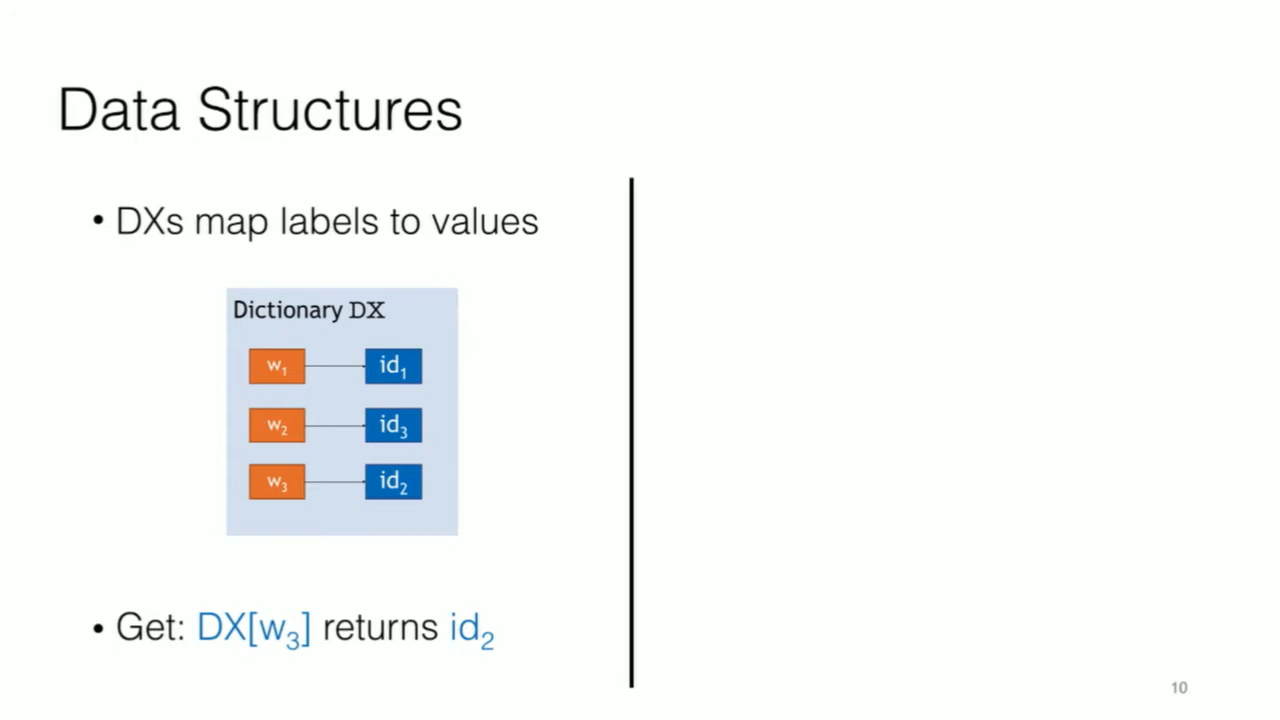 Data Structures
• DXs map labels to values
Dictionary DX
w₁ id₁
w₂ id₃
w₃ id₂
• Get: DX[w₃] returns id₂
10